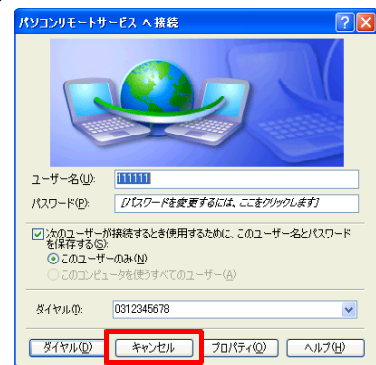 パソコンリモートサービス へ接続
ユーザー名(U): 111111
パスワード(P): [パスワードを変更するには、ここをクリックします]
次のユーザーが接続するとき使用するために、このユーザー名とパスワード
を保存する(S):
このユーザーのみ(N)
このコンピュータを使うすべてのユーザー(A)
ダイヤル(I): 0312345678
ダイヤル(D) キャンセル プロパティ(O) ヘルプ(H)